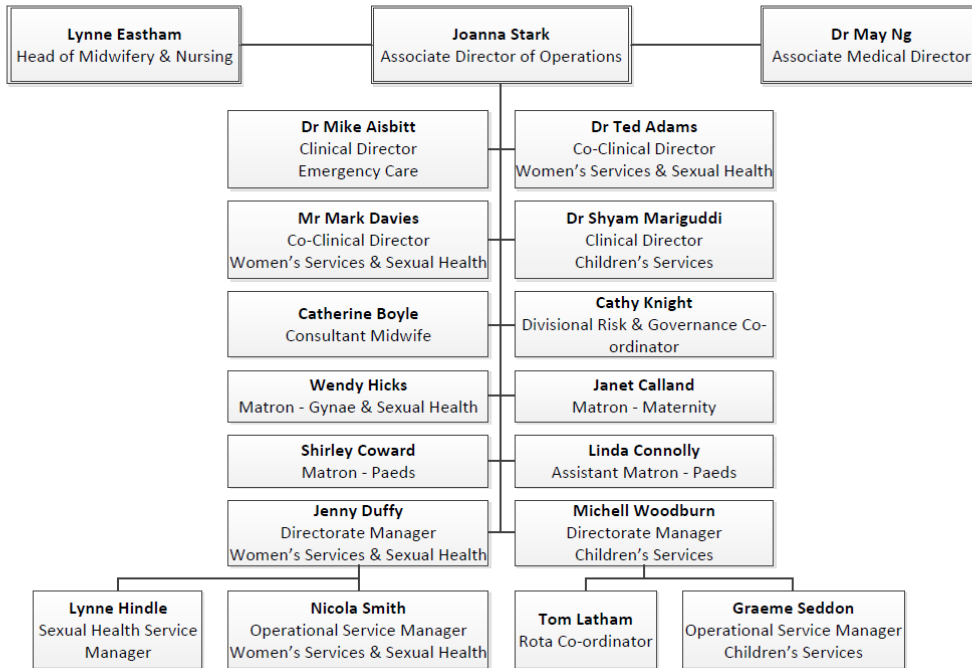 Lynne Eastham
Head of Midwifery & Nursing
Joanna Stark
Associate Director of Operations
Dr May Ng
Associate Medical Director
Dr Mike Aisbitt
Clinical Director
Emergency Care
Dr Ted Adams
Co-Clinical Director
Women's Services & Sexual Health
Mr Mark Davies
Co-Clinical Director
Women's Services & Sexual Health
Dr Shyam Mariguddi
Clinical Director
Children's Services
Catherine Boyle
Consultant Midwife
Cathy Knight
Divisional Risk & Governance Co-
ordinator
Wendy Hicks
Matron - Gynae & Sexual Health
Janet Calland
Matron - Maternity
Shirley Coward
Matron - Paeds
Linda Connolly
Assistant Matron - Paeds
Jenny Duffy
Directorate Manager
Women's Services & Sexual Health
Michell Woodburn
Directorate Manager
Children's Services
Lynne Hindle
Sexual Health Service
Manager
Nicola Smith
Operational Service Manager
Women's Services & Sexual Health
Tom Latham
Rota Co-ordinator
Graeme Seddon
Operational Service Manager
Children's Services